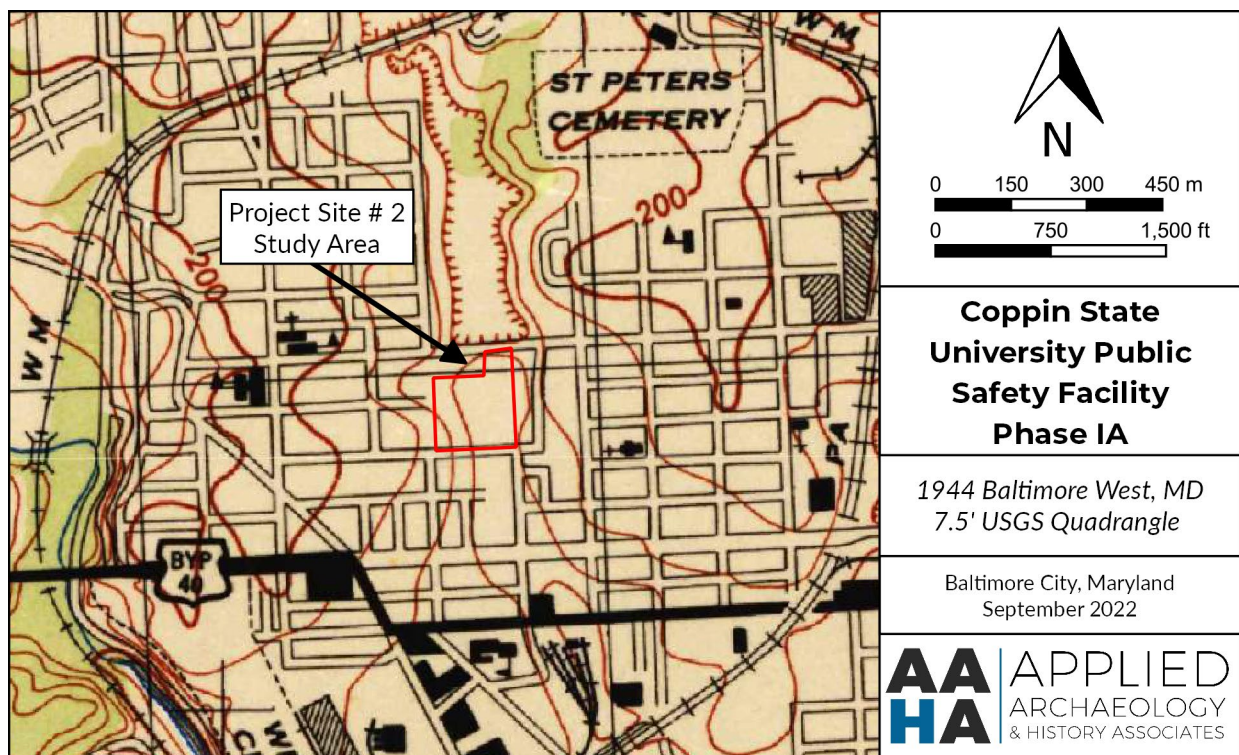 W M
ST PETERS
CEMETERY
200
Project Site # 2
Study Area
200
W M
PA
BYP
40
N
0 150 300 450 m
0 750 1,500 ft
Coppin State
University Public
Safety Facility
Phase IA
1944 Baltimore West, MD
7.5' USGS Quadrangle
Baltimore City, Maryland
September 2022
AA
HA
APPLIED
ARCHAEOLOGY
& HISTORY ASSOCIATES